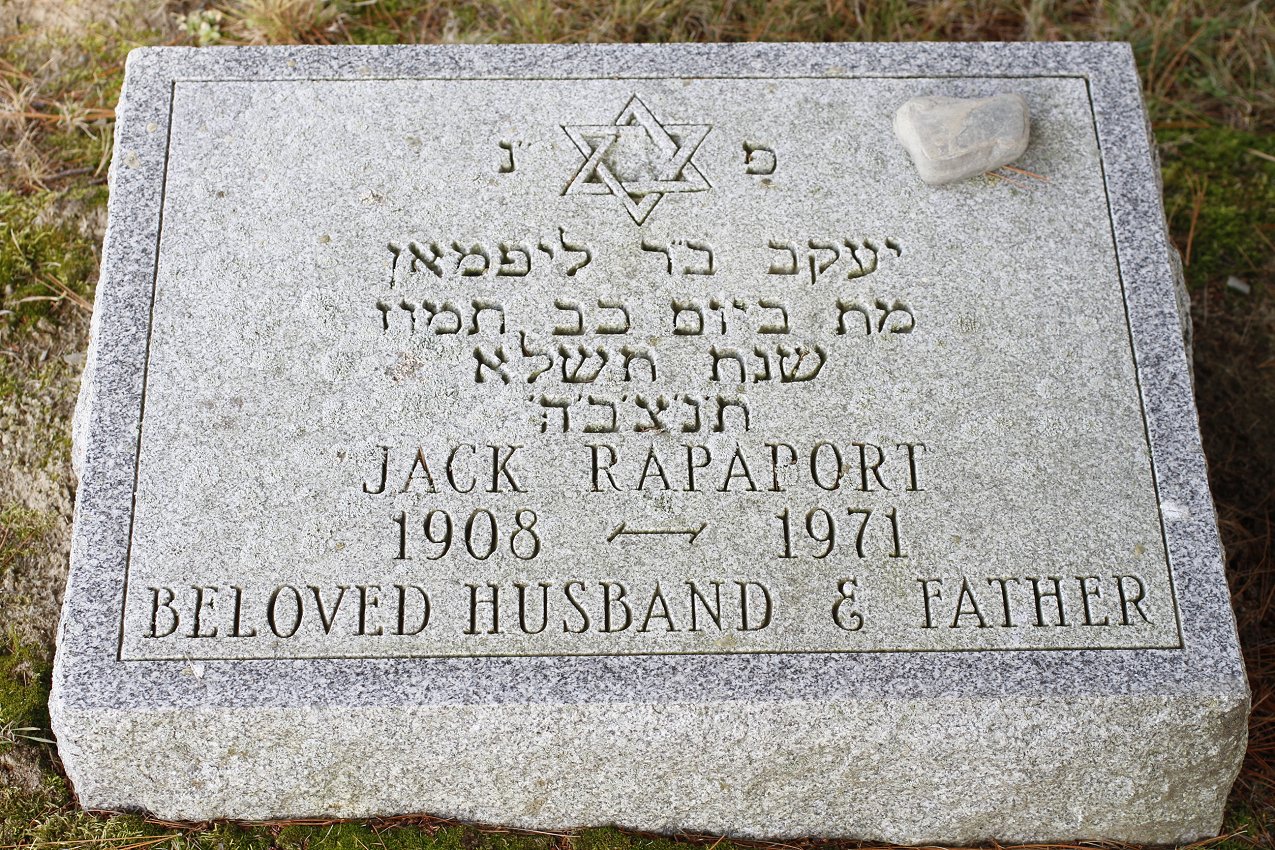 פ ״נ
יעקב ב״ר ליפמאן
מת ביום כב תמוז
שנת תשלא
ת׳נ׳צ׳ב׳ה׳
JACK RAPAPORT
1908 – 1971
BELOVED HUSBAND & FATHER